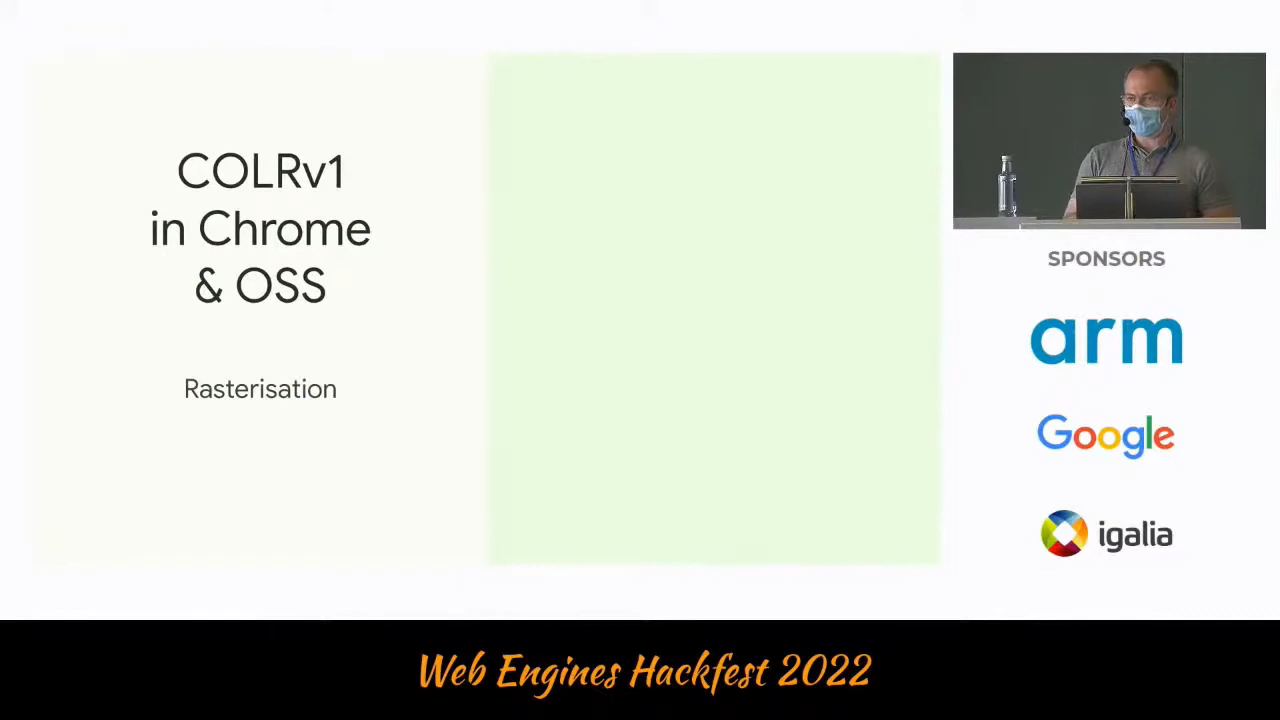 COLRv1
in Chrome
& OSS
Rasterisation
SPONSORS
arm
Google
igalia
Web Engines Hackfest 2022